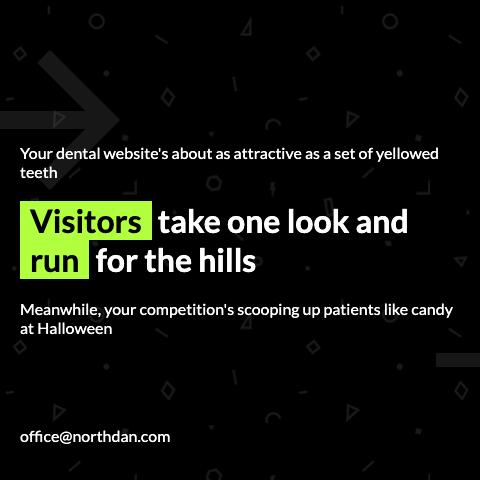 Your dental website's about as attractive as a set of yellowed
teeth
Visitors take one look and
run for the hills
Meanwhile, your competition's scooping up patients like candy
at Halloween
office@northdan.com